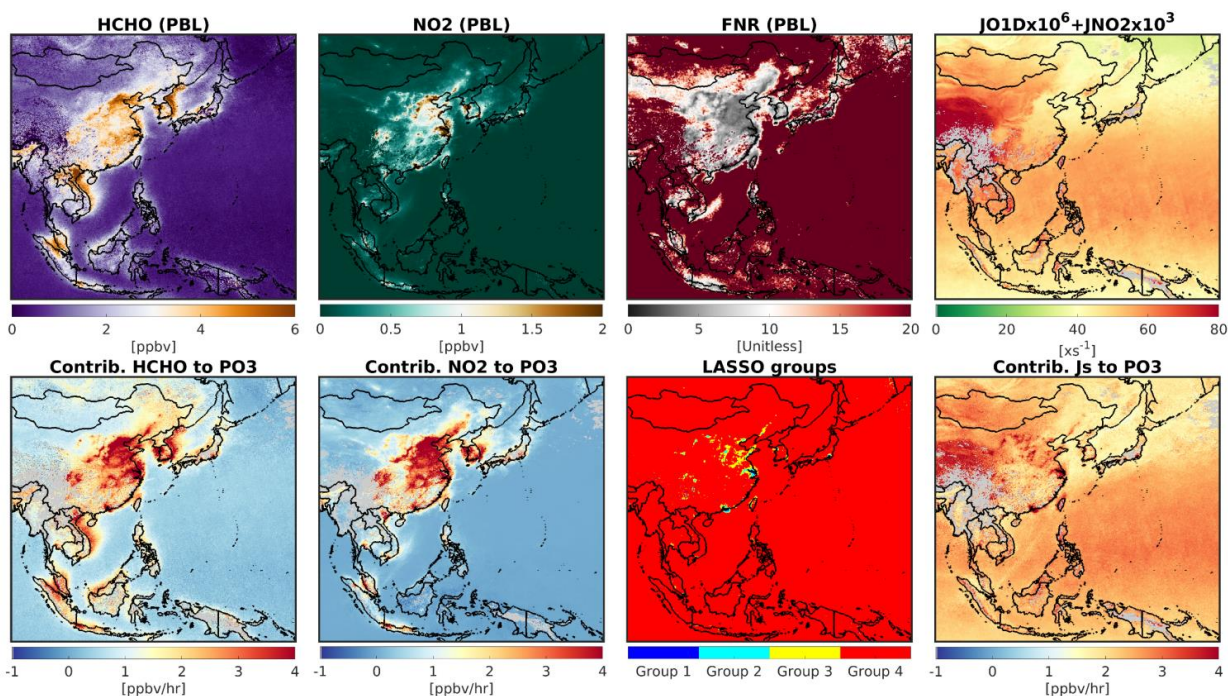 HCHO (PBL) NO2 (PBL) FNR (PBL) JO1Dx10^6+JNO2x10^3
0 2 4 6 0 0.5 1 1.5 2 0 5 10 15 20 0 20 40 60 80
[ppbv] [ppbv] [Unitless] [xs^-1]
Contrib. HCHO to PO3 Contrib. NO2 to PO3 LASSO groups Contrib. Js to PO3
-1 0 1 2 3 4 -1 0 1 2 3 4 Group 1 Group 2 Group 3 Group 4 -1 0 1 2 3 4
[ppbv/hr] [ppbv/hr] [ppbv/hr]